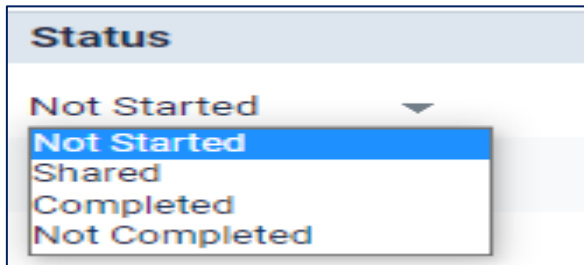 Status
Not Started
Not Started
Shared
Completed
Not Completed